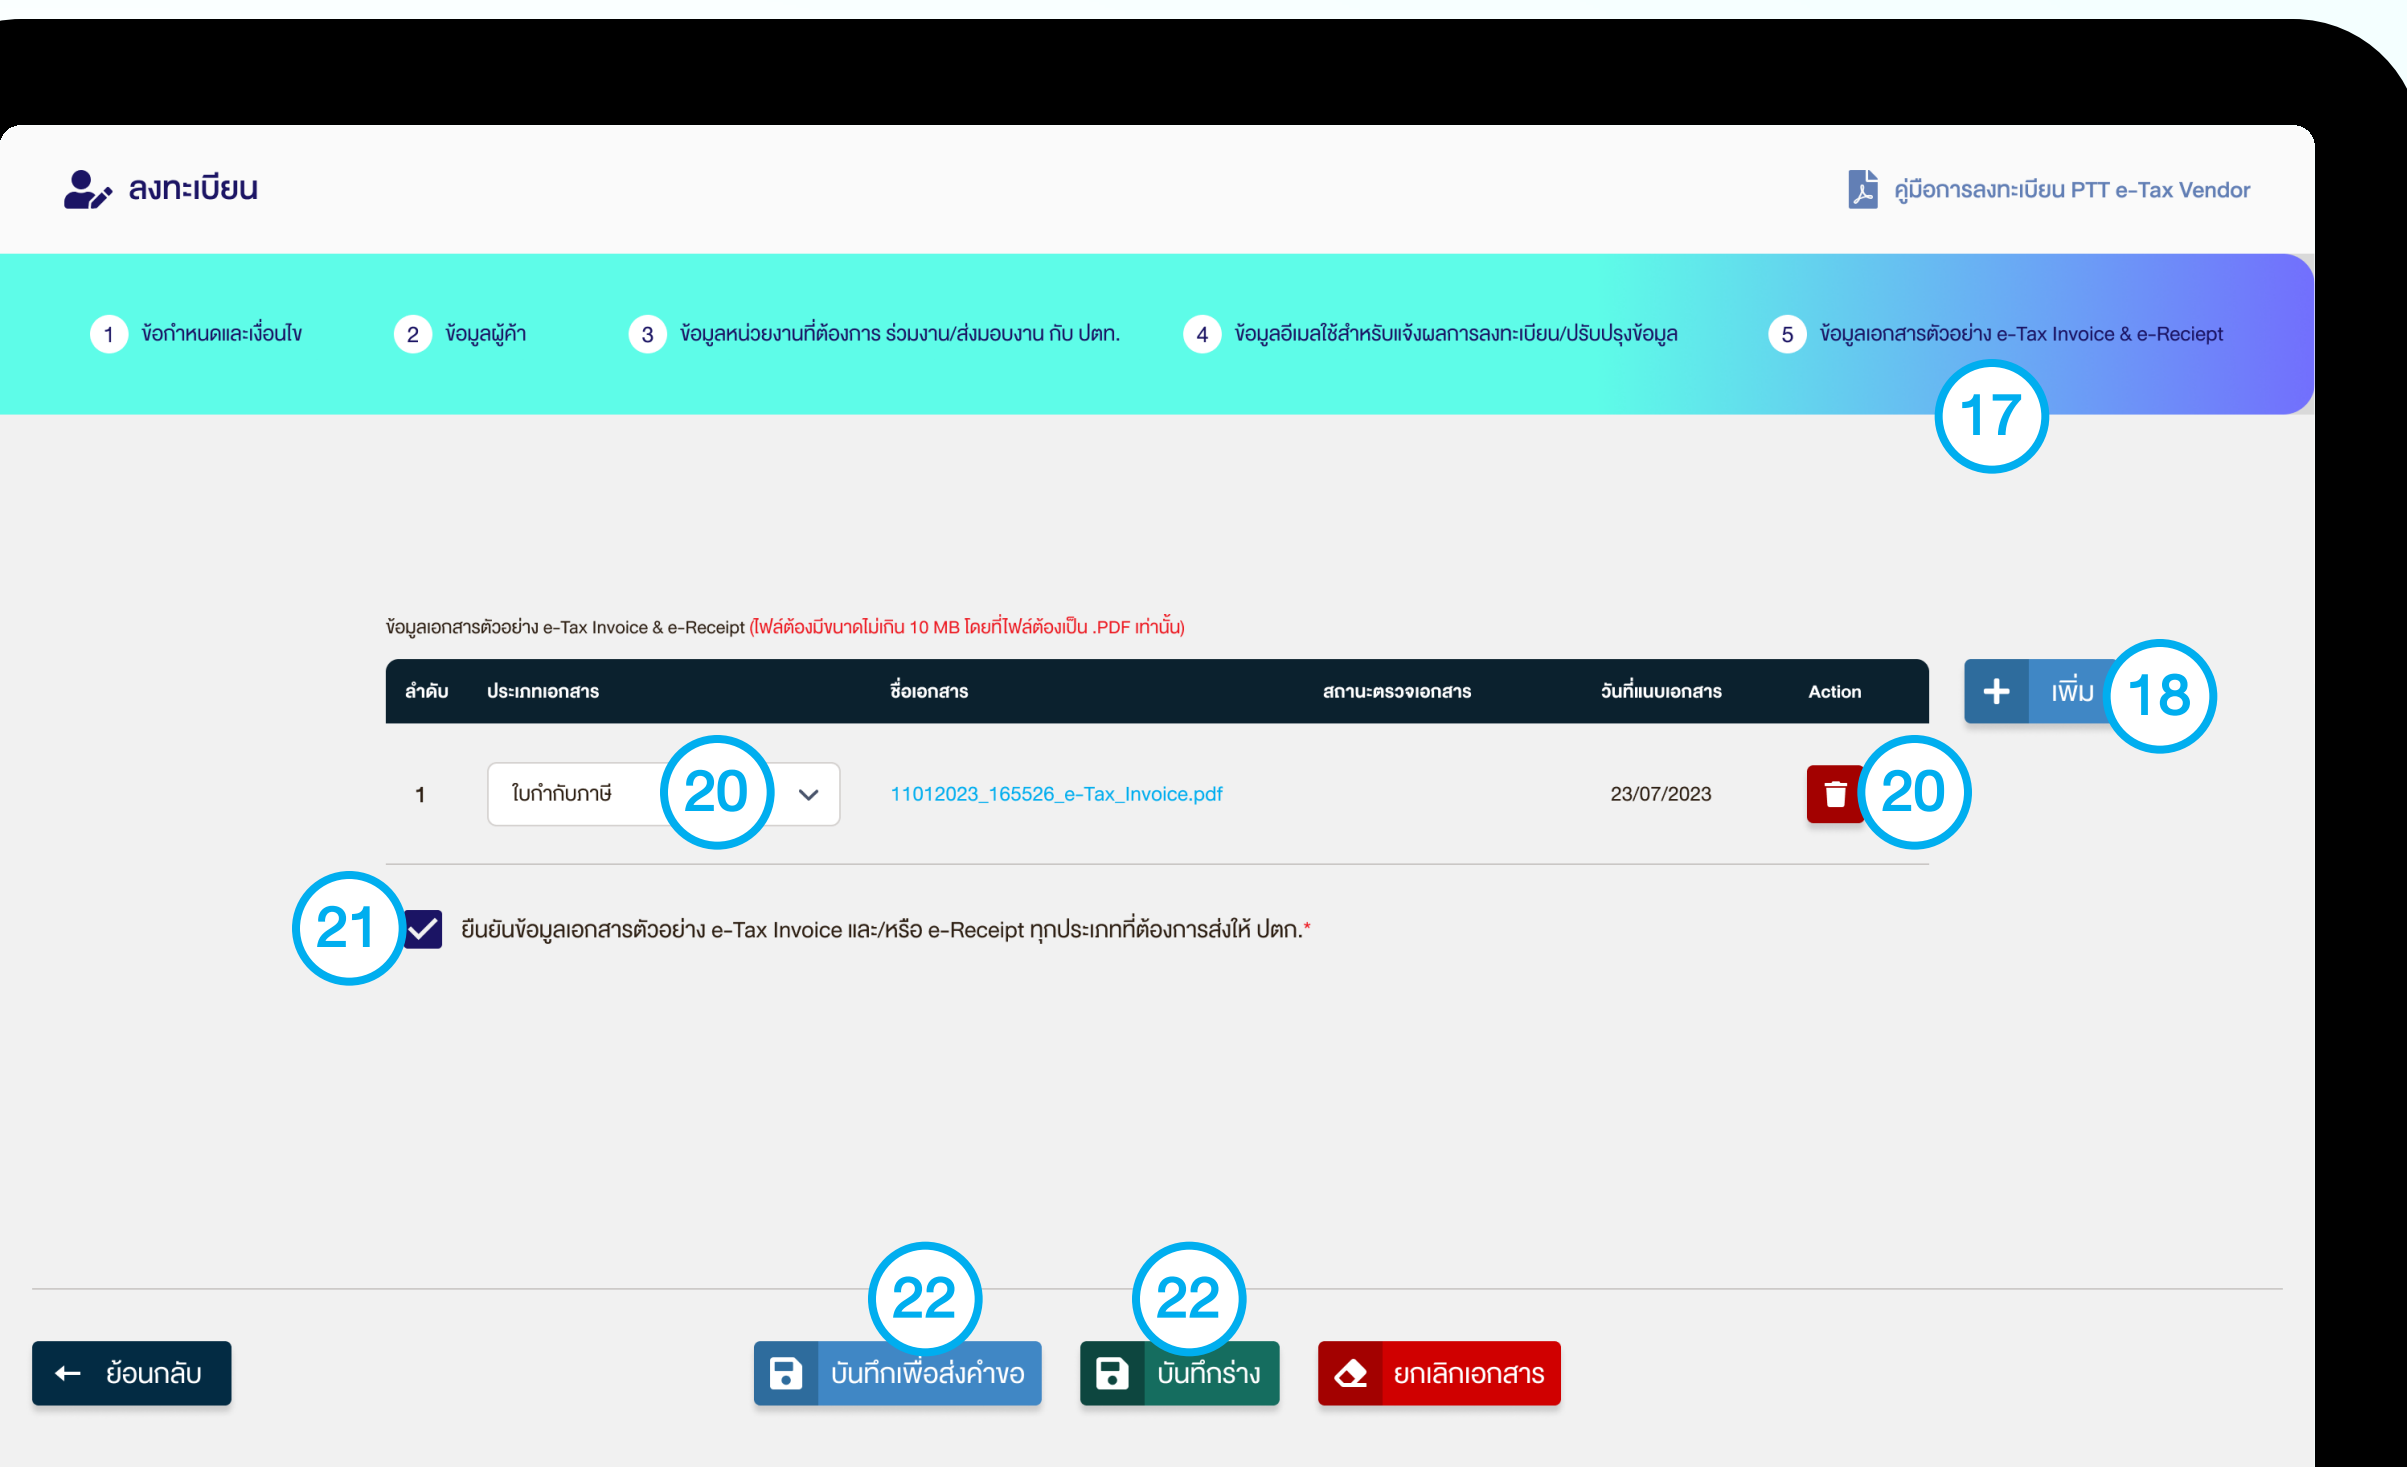 ลงทะเบียน
คู่มือการลงทะเบียน PTT e-Tax Vendor
1 ข้อกำหนดและเงื่อนไข
2 ข้อมูลผู้ค้า
3 ข้อมูลหน่วยงานที่ต้องการ ร่วมงาน/ส่งมอบงาน กับ ปตท.
4 ข้อมูลอีเมลใช้สำหรับแจ้งผลการลงทะเบียน/ปรับปรุงข้อมูล
5 ข้อมูลเอกสารตัวอย่าง e-Tax Invoice & e-Reciept
17
ข้อมูลเอกสารตัวอย่าง e-Tax Invoice & e-Receipt (ไฟล์ต้องมีขนาดไม่เกิน 10 MB โดยที่ไฟล์ต้องเป็น .PDF เท่านั้น)
ลำดับ ประเภทเอกสาร ชื่อเอกสาร สถานะตรวจเอกสาร วันที่แนบเอกสาร Action
เพิ่ม 18
1 ใบกำกับภาษี 20 11012023_165526_e-Tax_Invoice.pdf 23/07/2023 20
21 ยืนยันข้อมูลเอกสารตัวอย่าง e-Tax Invoice และ/หรือ e-Receipt ทุกประเภทที่ต้องการส่งให้ ปตท.*
22 22
ย้อนกลับ
บันทึกเพื่อส่งคำขอ
บันทึกร่าง
ยกเลิกเอกสาร